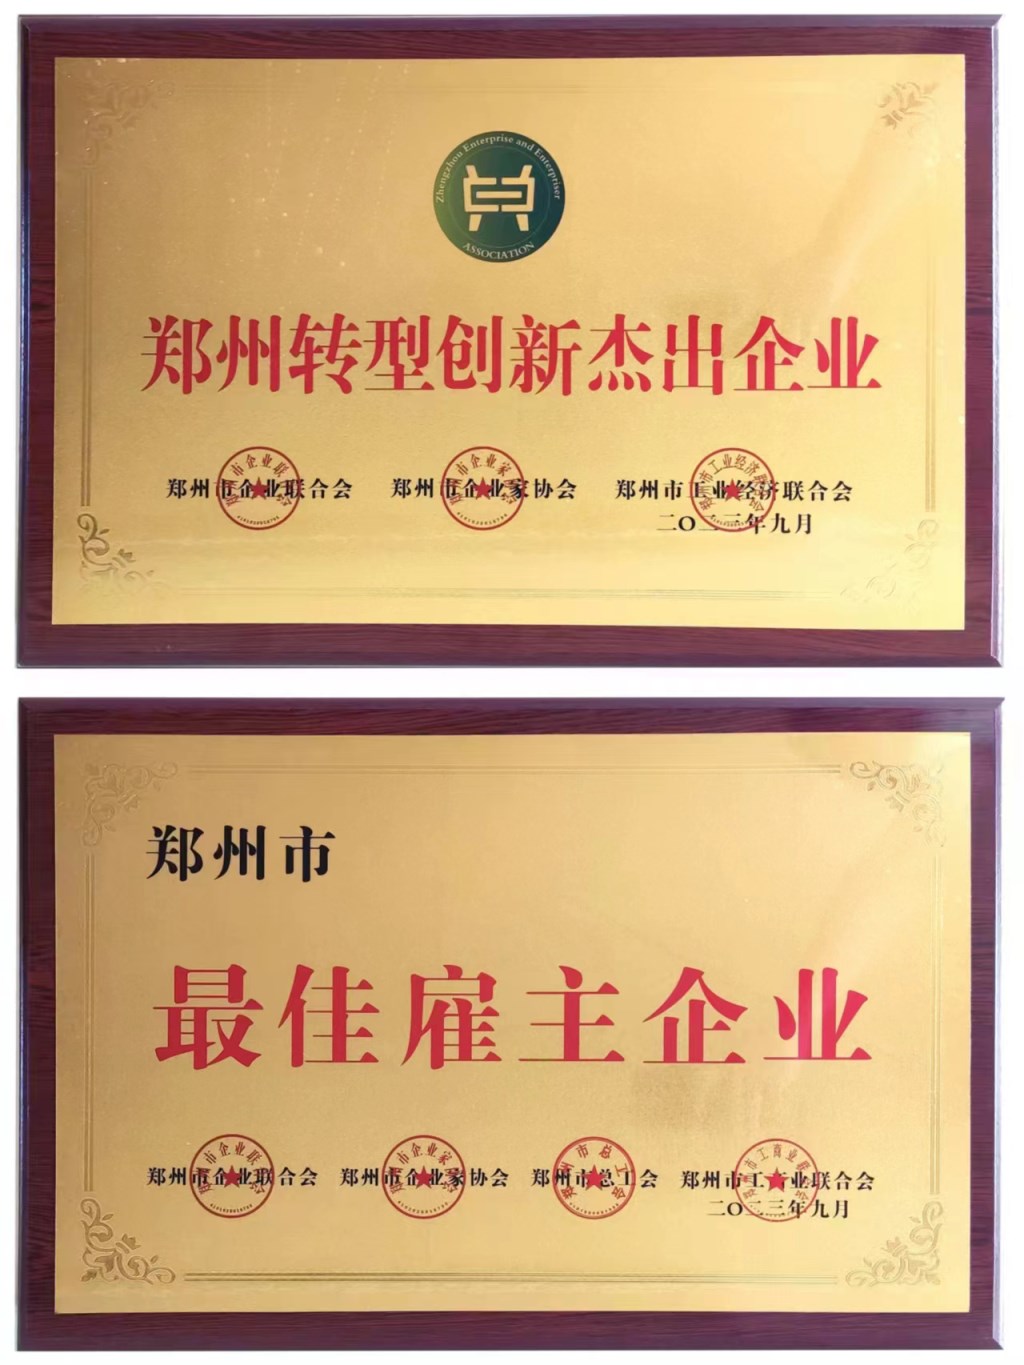 Zhengzhou Enterprise and Enterpriser
ASSOCIATION
郑州转型创新杰出企业
郑州市企业联合会 郑州市企业家协会 郑州市工业经济联合会
二〇二三年九月
郑州市
最佳雇主企业
郑州市企业联合会 郑州市企业家协会 郑州市总工会 郑州市工商业联合会
二〇二三年九月